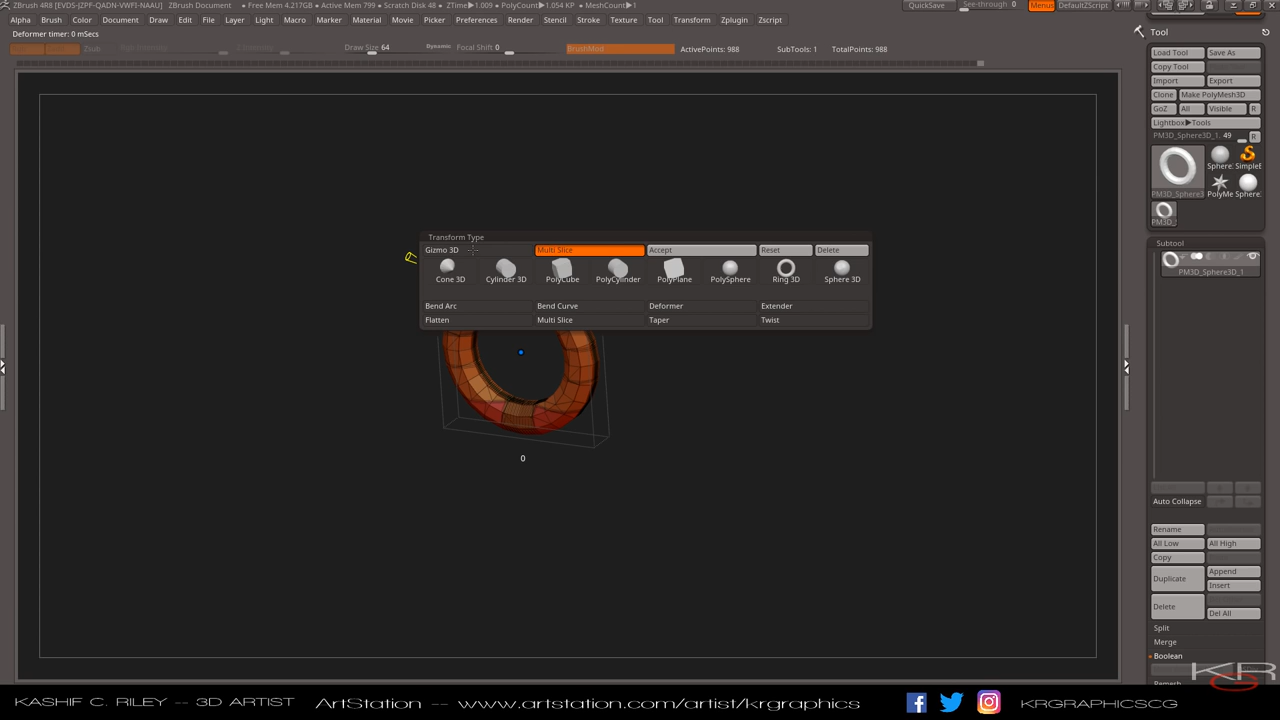 ZBrush 4R8 [EVDS-JZPF-QADN-VWFI-NAAU] ZBrush Document ● Free Mem 4.217GB ● Active Mem 799 ● Scratch Disk 48 ● ZTime▶1.009 ● PolyCount▶1.054 KP ● MeshCount▶1 QuickSave See-through 0 Menus DefaultZScript
Alpha Brush Color Document Draw Edit File Layer Light Macro Marker Material Movie Picker Preferences Render Stencil Stroke Texture Tool Transform Zplugin Zscript
Deformer timer: 0 mSecs
Draw Size 64 Dynamic Focal Shift 0 BrushMod ActivePoints: 988 SubTools: 1 TotalPoints: 988
Tool
Load Tool Save As
Copy Tool
Import Export
Clone Make PolyMesh3D
GoZ All Visible R
Lightbox▶Tools
PM3D_Sphere3D_1. 49 R
Sphere SimpleB
PM3D_Sphere3 PolyMe Sphere
PM3D_
Subtool
PM3D_Sphere3D_1
Transform Type
Gizmo 3D Multi Slice Accept Reset Delete
Cone 3D Cylinder 3D PolyCube PolyCylinder PolyPlane PolySphere Ring 3D Sphere 3D
Bend Arc Bend Curve Deformer Extender
Flatten Multi Slice Taper Twist
0
Auto Collapse
Rename
All Low All High
Copy
Duplicate Append
Insert
Delete
Del All
Split
Merge
Boolean
Remesh
KR
KASHIF C. RILEY -- 3D ARTIST ArtStation -- www.artstation.com/artist/krgraphics KRGRAPHICSCG